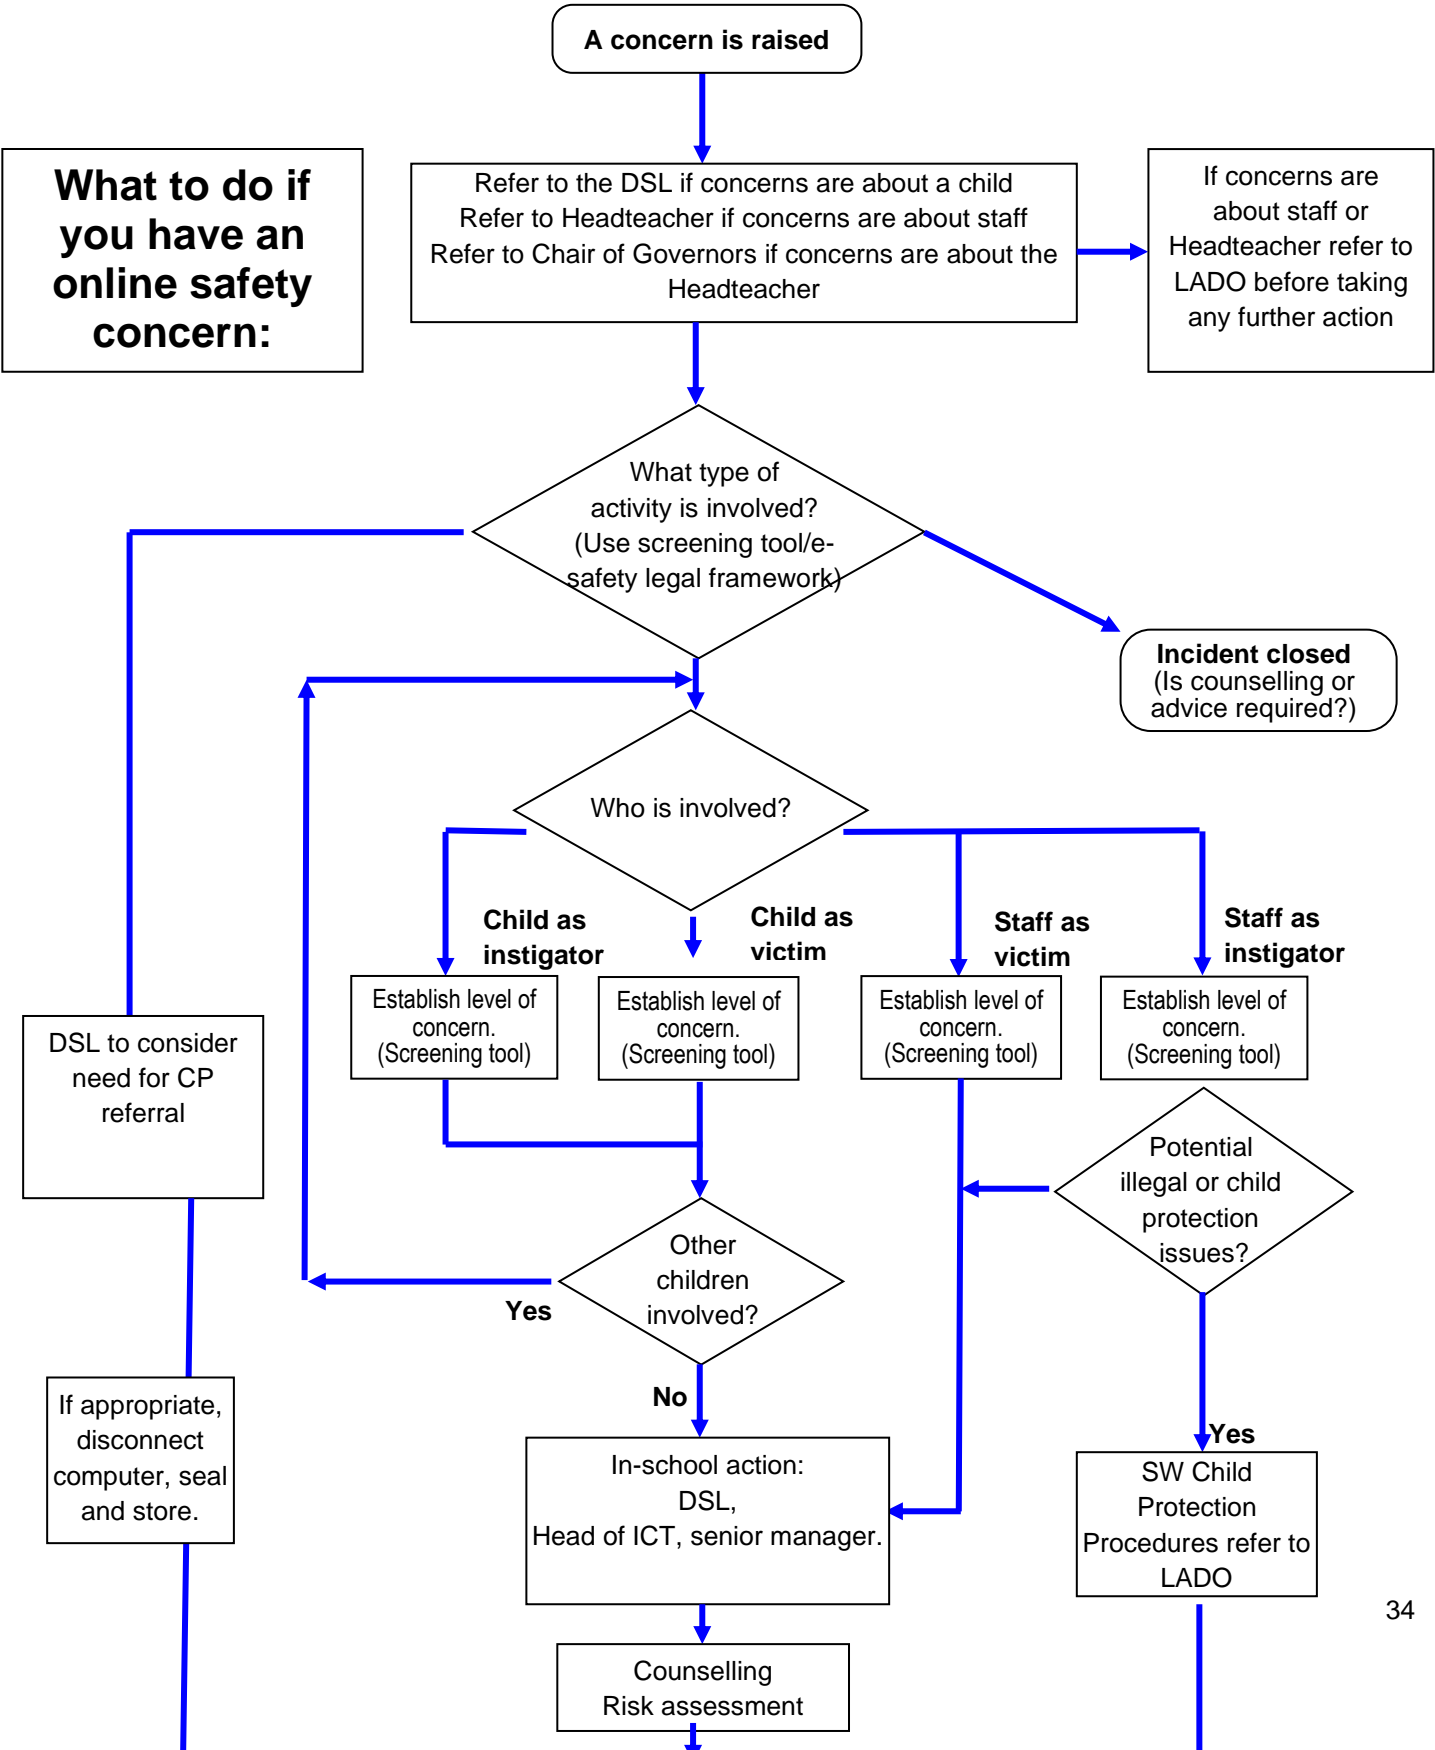 A concern is raised
What to do if
you have an
online safety
concern:
Refer to the DSL if concerns are about a child
Refer to Headteacher if concerns are about staff
Refer to Chair of Governors if concerns are about the
Headteacher
If concerns are
about staff or
Headteacher refer to
LADO before taking
any further action
What type of
activity is involved?
(Use screening tool/e-
safety legal framework)
Incident closed
(Is counselling or
advice required?)
Who is involved?
Child as
instigator
Child as
victim
Staff as
victim
Staff as
instigator
Establish level of
concern.
(Screening tool)
Establish level of
concern.
(Screening tool)
Establish level of
concern.
(Screening tool)
Establish level of
concern.
(Screening tool)
DSL to consider
need for CP
referral
Potential
illegal or child
protection
issues?
Other
children
involved?
Yes
No
If appropriate,
disconnect
computer, seal
and store.
In-school action:
DSL,
Head of ICT, senior manager.
Yes
SW Child
Protection
Procedures refer to
LADO
Counselling
Risk assessment
34